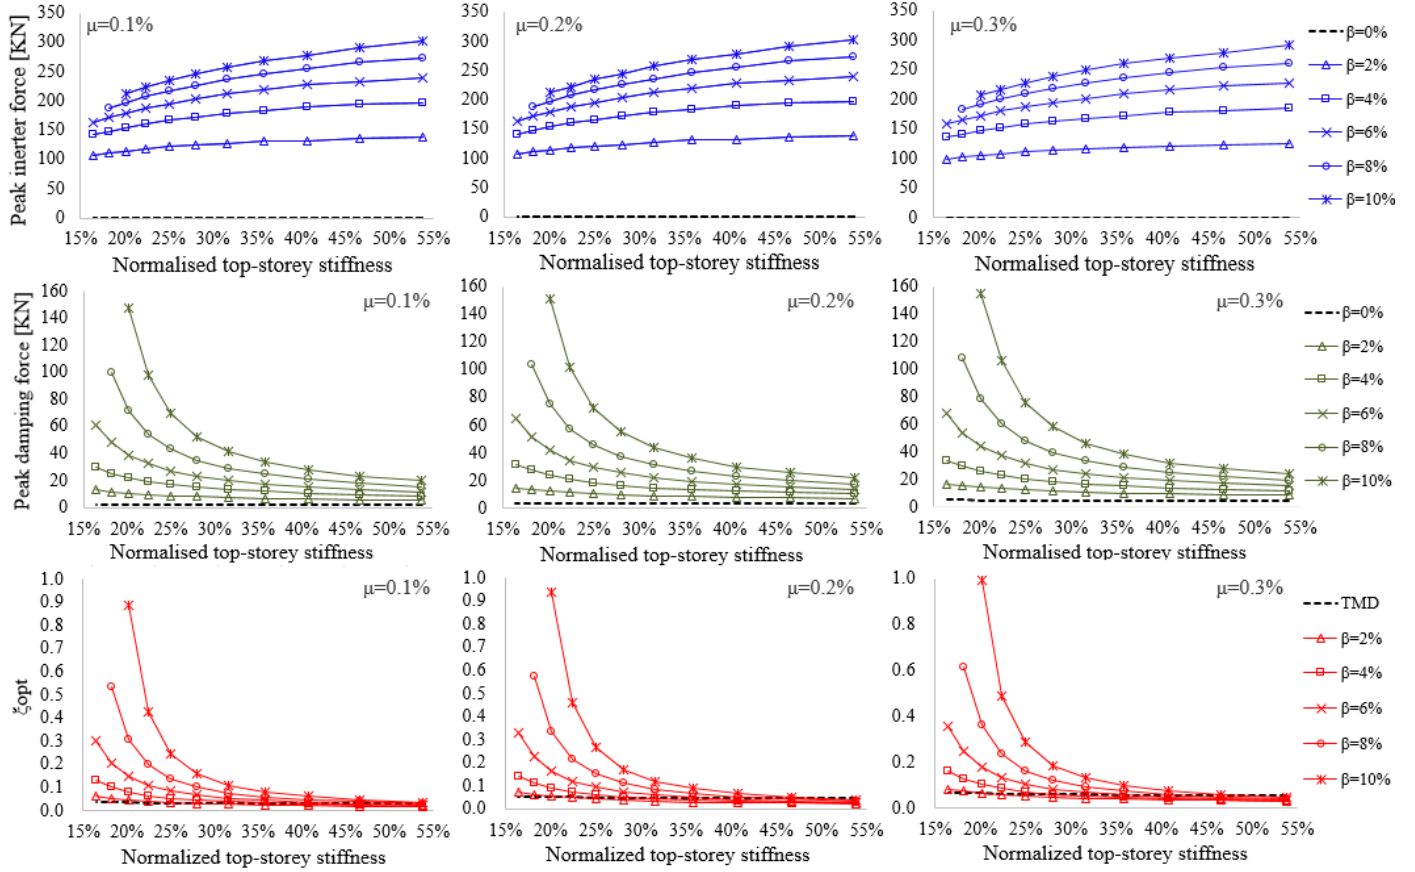 Peak inerter force [KN]
μ=0.1%
350
300
250
200
150
100
50
0
15% 20% 25% 30% 35% 40% 45% 50% 55%
Normalised top-storey stiffness
μ=0.2%
350
300
250
200
150
100
50
0
15% 20% 25% 30% 35% 40% 45% 50% 55%
Normalised top-storey stiffness
μ=0.3%
350
300
250
200
150
100
50
0
15% 20% 25% 30% 35% 40% 45% 50% 55%
Normalised top-storey stiffness
β=0%
β=2%
β=4%
β=6%
β=8%
β=10%
Peak damping force [KN]
μ=0.1%
160
140
120
100
80
60
40
20
0
15% 20% 25% 30% 35% 40% 45% 50% 55%
Normalised top-storey stiffness
μ=0.2%
160
140
120
100
80
60
40
20
0
15% 20% 25% 30% 35% 40% 45% 50% 55%
Normalised top-storey stiffness
μ=0.3%
160
140
120
100
80
60
40
20
0
15% 20% 25% 30% 35% 40% 45% 50% 55%
Normalised top-storey stiffness
β=0%
β=2%
β=4%
β=6%
β=8%
β=10%
ξopt
μ=0.1%
1.0
0.9
0.8
0.7
0.6
0.5
0.4
0.3
0.2
0.1
0.0
15% 20% 25% 30% 35% 40% 45% 50% 55%
Normalized top-storey stiffness
μ=0.2%
1.0
0.9
0.8
0.7
0.6
0.5
0.4
0.3
0.2
0.1
0.0
15% 20% 25% 30% 35% 40% 45% 50% 55%
Normalized top-storey stiffness
μ=0.3%
1.0
0.8
0.6
0.4
0.2
0.0
15% 20% 25% 30% 35% 40% 45% 50% 55%
Normalized top-storey stiffness
TMD
β=2%
β=4%
β=6%
β=8%
β=10%